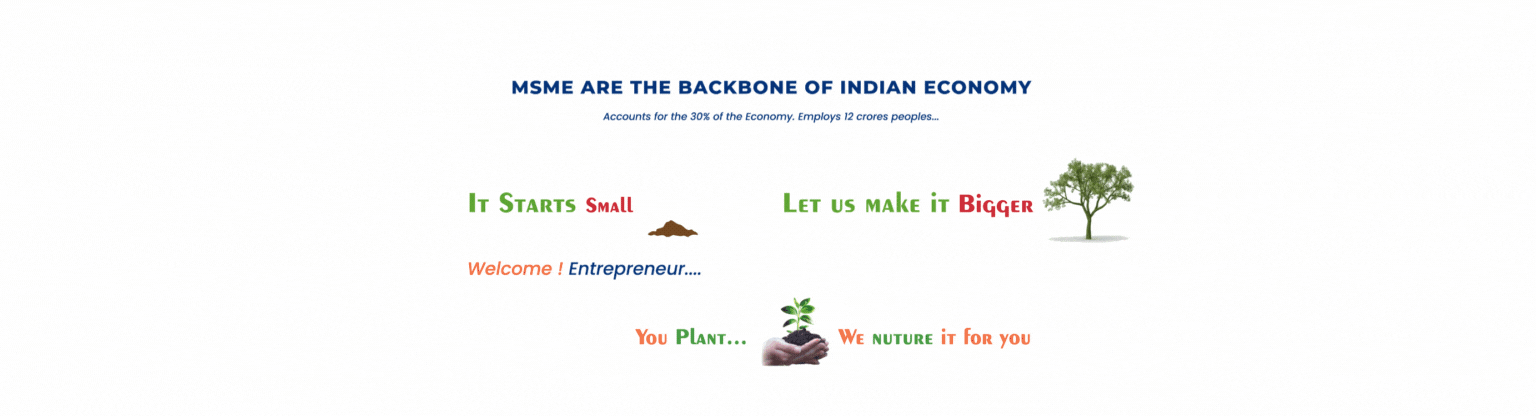 MSME ARE THE BACKBONE OF INDIAN ECONOMY
Accounts for the 30% of the Economy. Employs 12 crores peoples...
It Starts Small
Let us make it Bigger
Welcome ! Entrepreneur....
You Plant... We nuture it for you